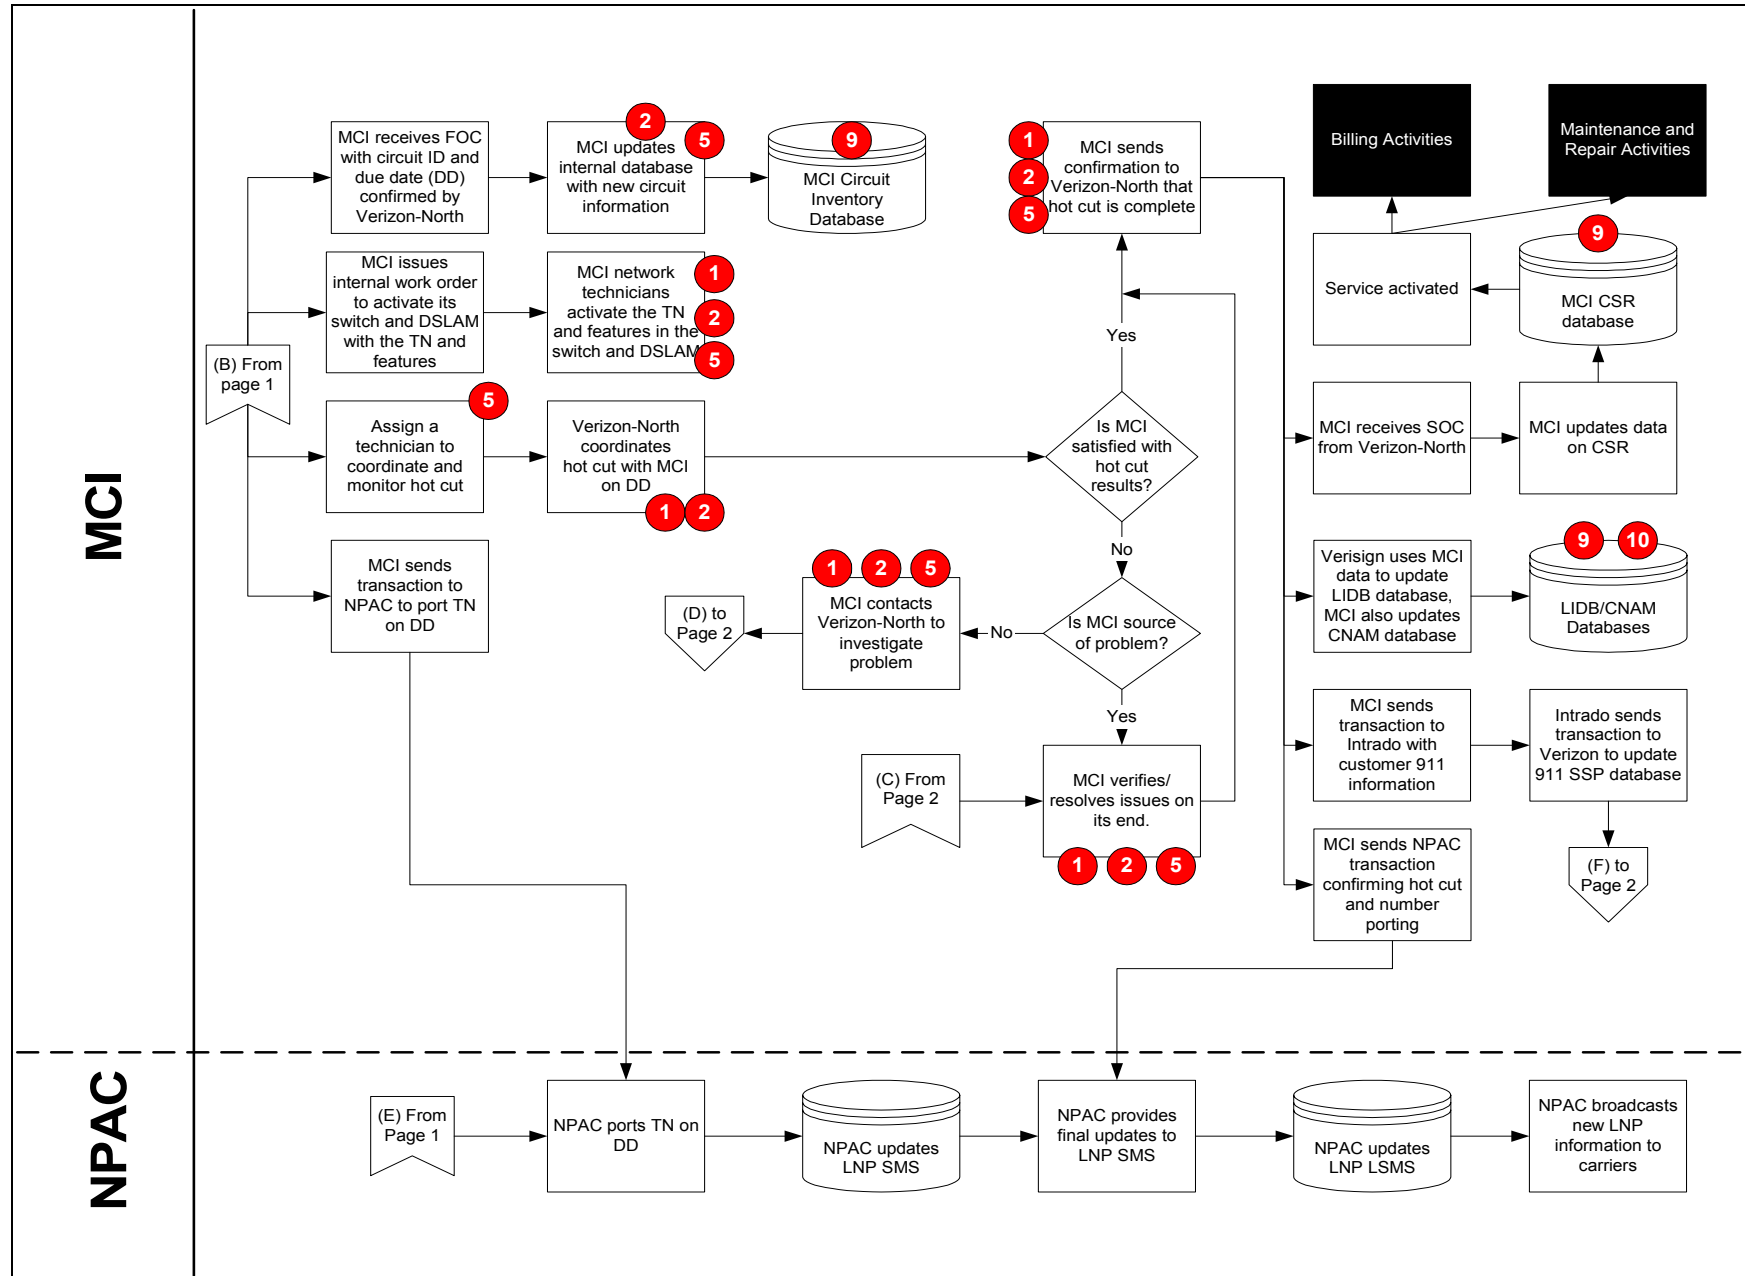 MCI
(B) From
page 1
MCI receives FOC
with circuit ID and
due date (DD)
confirmed by
Verizon-North
2
5
MCI updates
internal database
with new circuit
information
9
MCI Circuit
Inventory
Database
MCI issues
internal work order
to activate its
switch and DSLAM
with the TN and
features
MCI network
technicians
activate the TN
and features in the
switch and DSLAM
1
2
5
5
Assign a
technician to
coordinate and
monitor hot cut
Verizon-North
coordinates
hot cut with MCI
on DD
1
2
MCI sends
transaction to
NPAC to port TN
on DD
1
2
5
MCI sends
confirmation to
Verizon-North that
hot cut is complete
Yes
Is MCI
satisfied with
hot cut
results?
No
Is MCI source
of problem?
No
1
2
5
MCI contacts
Verizon-North to
investigate
problem
(D) to
Page 2
Yes
(C) From
Page 2
MCI verifies/
resolves issues on
its end.
1
2
5
Billing Activities
Maintenance and
Repair Activities
Service activated
9
MCI CSR
database
MCI receives SOC
from Verizon-North
MCI updates data
on CSR
Verisign uses MCI
data to update
LIDB database,
MCI also updates
CNAM database
9
10
LIDB/CNAM
Databases
MCI sends
transaction to
Intrado with
customer 911
information
Intrado sends
transaction to
Verizon to update
911 SSP database
(F) to
Page 2
MCI sends NPAC
transaction
confirming hot cut
and number
porting
NPAC
(E) From
Page 1
NPAC ports TN on
DD
NPAC updates
LNP SMS
NPAC provides
final updates to
LNP SMS
NPAC updates
LNP LSMS
NPAC broadcasts
new LNP
information to
carriers